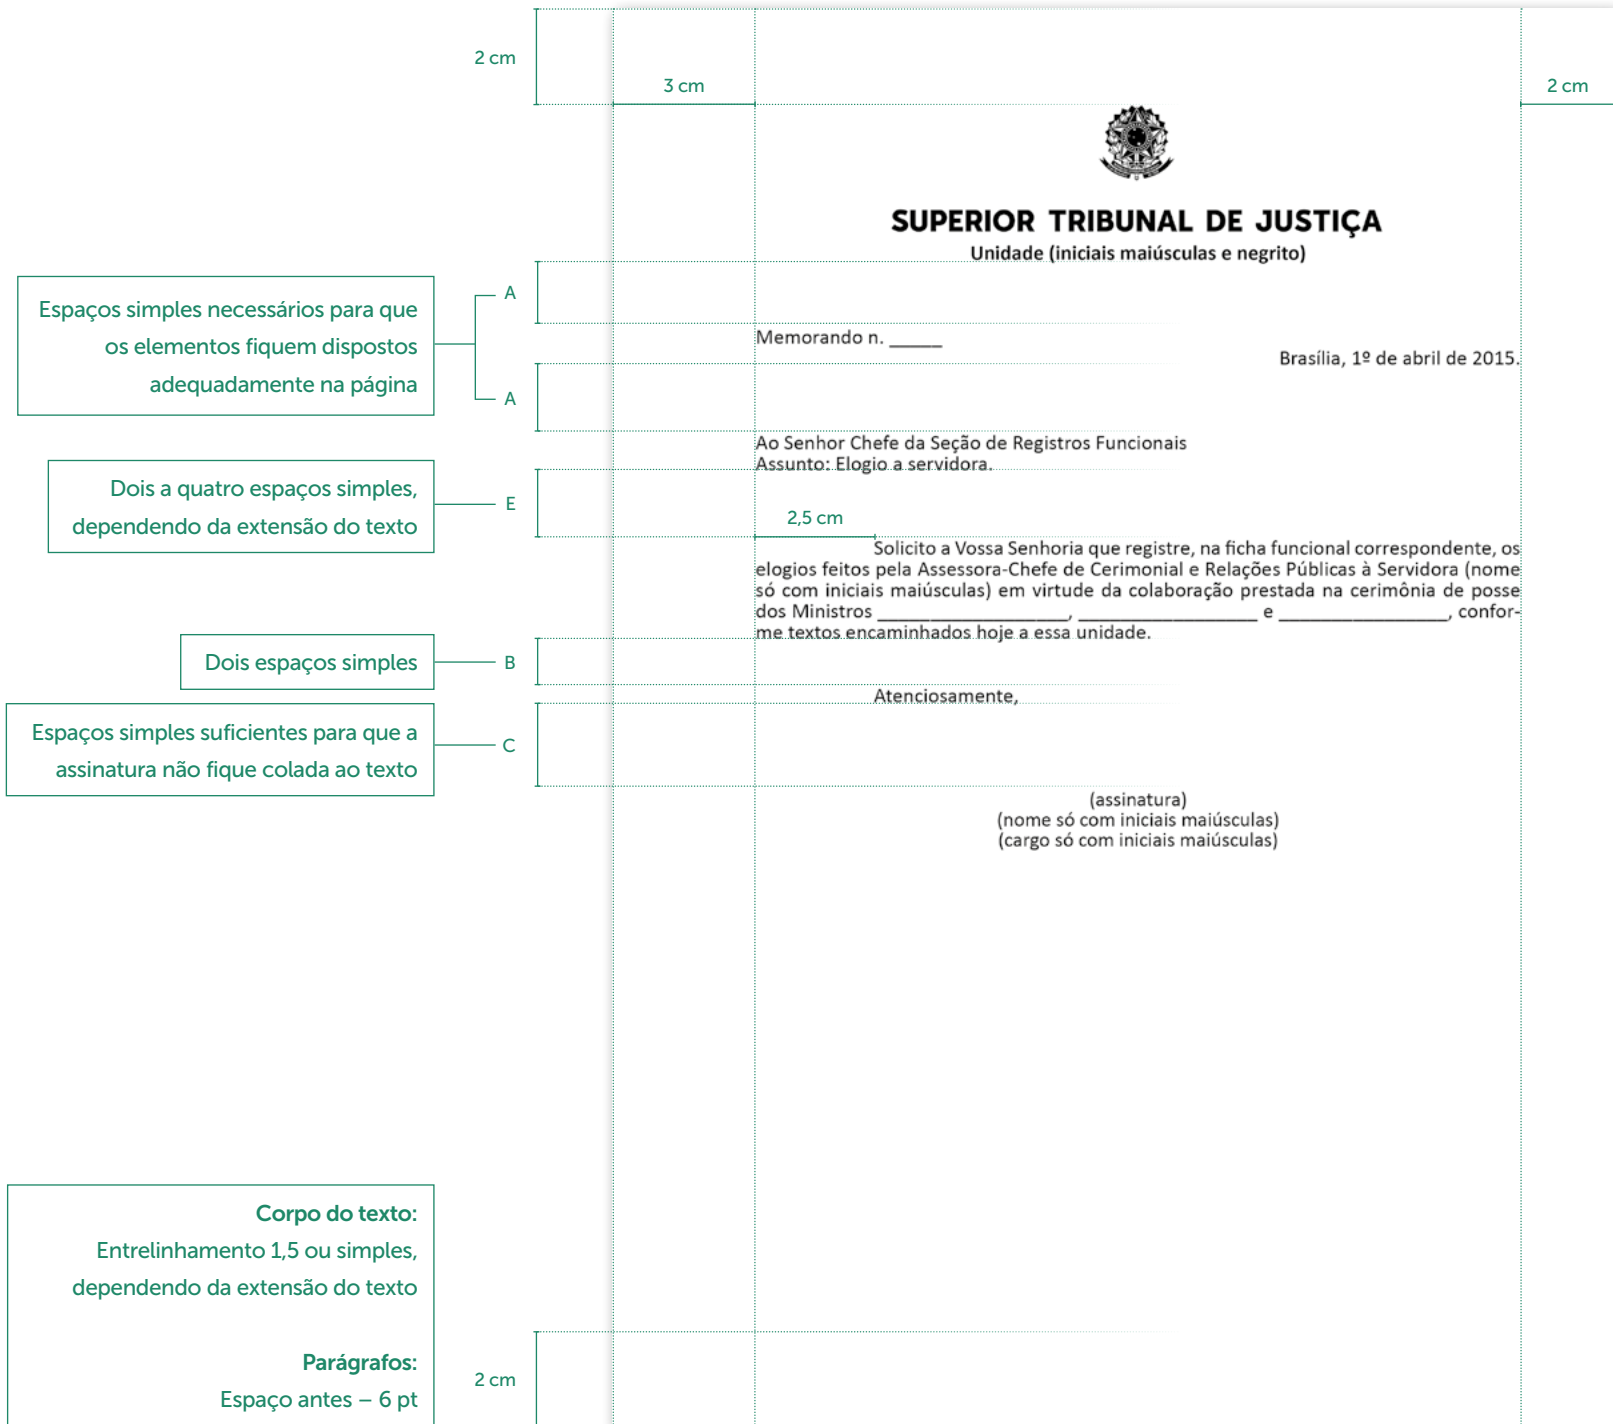 2 cm
3 cm
2 cm
SUPERIOR TRIBUNAL DE JUSTIÇA
Unidade (iniciais maiúsculas e negrito)
Espaços simples necessários para que
os elementos fiquem dispostos
adequadamente na página
A
A
Memorando n. _____
Brasília, 1º de abril de 2015.
Ao Senhor Chefe da Seção de Registros Funcionais
Assunto: Elogio a servidora.
Dois a quatro espaços simples,
dependendo da extensão do texto
E
2,5 cm
Solicito a Vossa Senhoria que registre, na ficha funcional correspondente, os
elogios feitos pela Assessora-Chefe de Cerimonial e Relações Públicas à Servidora (nome
só com iniciais maiúsculas) em virtude da colaboração prestada na cerimônia de posse
dos Ministros __________________, _________________ e ________________, confor-
me textos encaminhados hoje a essa unidade.
Dois espaços simples
B
Atenciosamente,
Espaços simples suficientes para que a
assinatura não fique colada ao texto
C
(assinatura)
(nome só com iniciais maiúsculas)
(cargo só com iniciais maiúsculas)
Corpo do texto:
Entrelinhamento 1,5 ou simples,
dependendo da extensão do texto
Parágrafos:
Espaço antes – 6 pt
2 cm